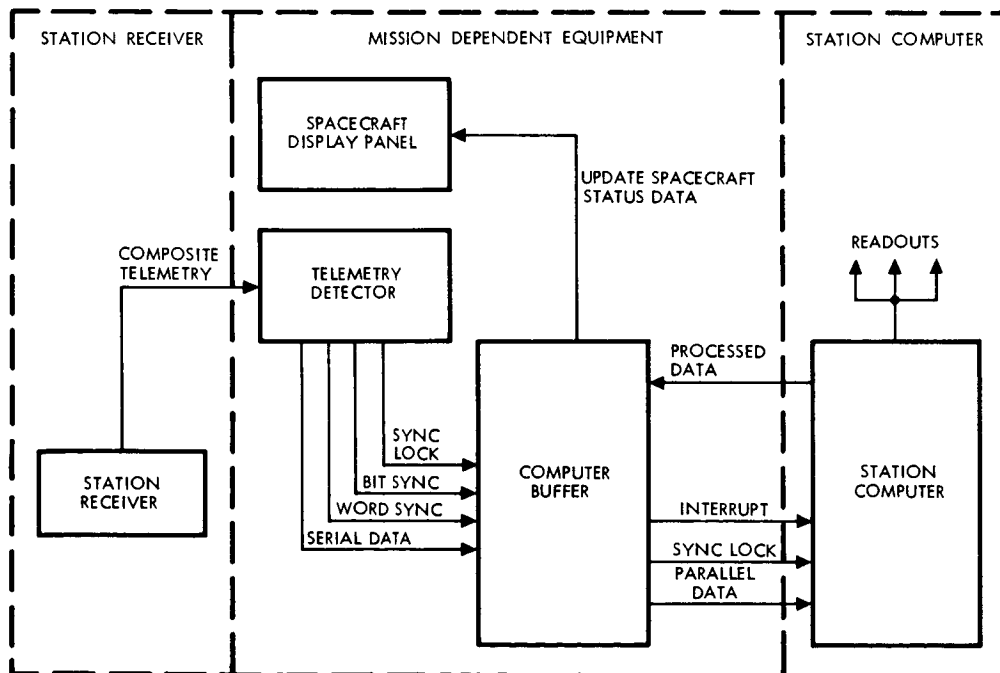 STATION RECEIVER
MISSION DEPENDENT EQUIPMENT
STATION COMPUTER
SPACECRAFT
DISPLAY PANEL
UPDATE SPACECRAFT
STATUS DATA
COMPOSITE
TELEMETRY
TELEMETRY
DETECTOR
READOUTS
PROCESSED
DATA
STATION
RECEIVER
SYNC
LOCK
BIT SYNC
WORD SYNC
SERIAL DATA
COMPUTER
BUFFER
STATION
COMPUTER
INTERRUPT
SYNC LOCK
PARALLEL
DATA